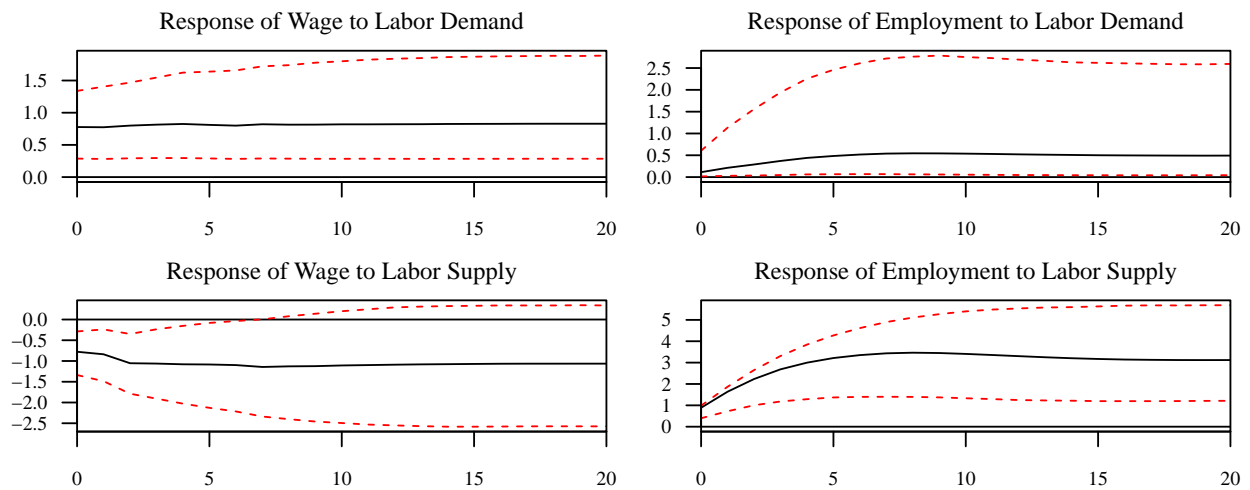 Response of Wage to Labor Demand
1.5
1.0
0.5
0.0
0 5 10 15 20
Response of Employment to Labor Demand
2.5
2.0
1.5
1.0
0.5
0.0
0 5 10 15 20
Response of Wage to Labor Supply
0.0
−0.5
−1.0
−1.5
−2.0
−2.5
0 5 10 15 20
Response of Employment to Labor Supply
5
4
3
2
1
0
0 5 10 15 20